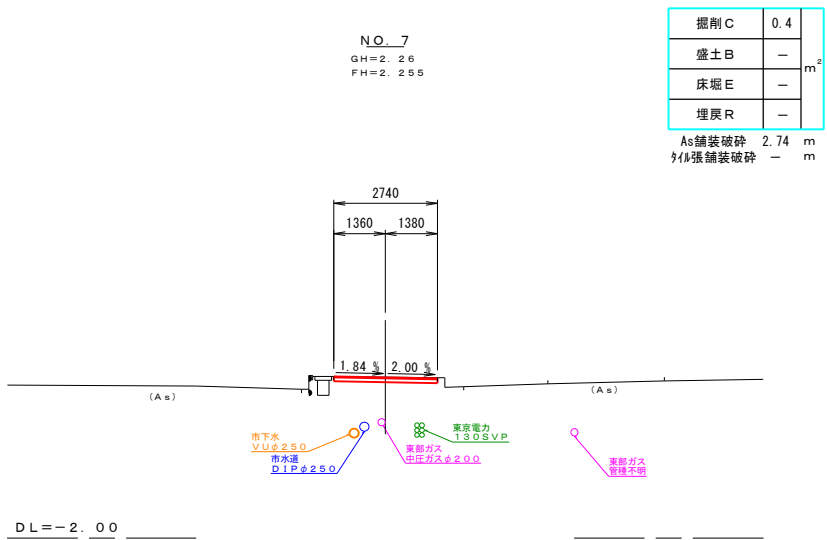 NO. 7
GH=2. 26
FH=2. 255
掘削C 0.4
盛土B －
床堀E －
埋戻R －
m²
As舗装破砕 2.74 m
ﾀｲﾙ張舗装破砕 － m
2740
1360 1380
1.84 % 2.00 %
(As)
(As)
市下水
VUφ250
市水道
DIPφ250
東部ガス
中圧ガスφ200
東京電力
130SVP
東部ガス
管種不明
DL=－2. 00